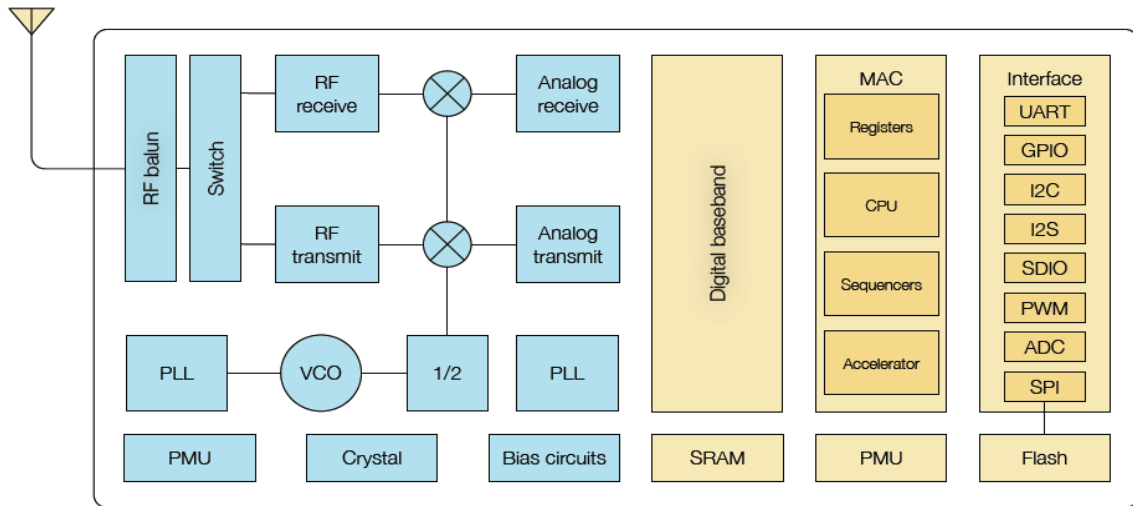 RF balun
Switch
RF
receive
Analog
receive
RF
transmit
Analog
transmit
PLL
VCO
1/2
PLL
PMU
Crystal
Bias circuits
Digital baseband
SRAM
MAC
Registers
CPU
Sequencers
Accelerator
PMU
Interface
UART
GPIO
I2C
I2S
SDIO
PWM
ADC
SPI
Flash